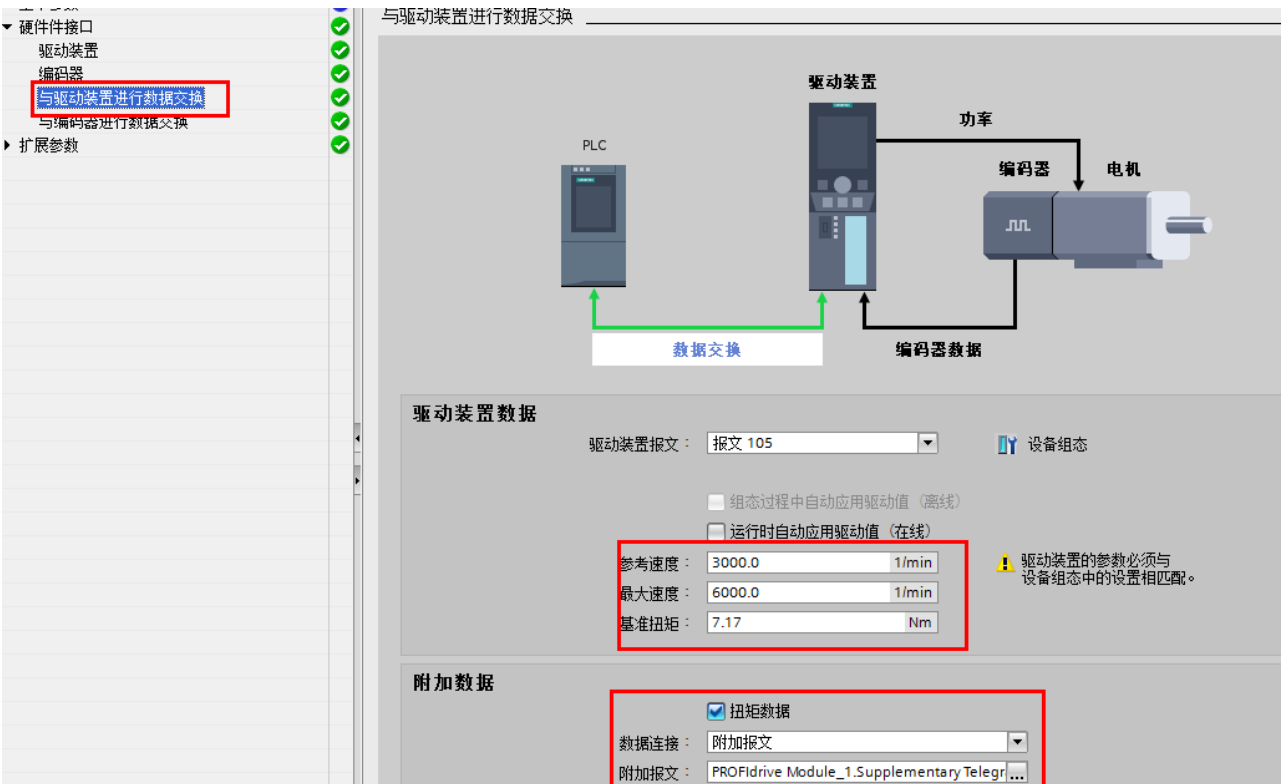 硬件件接口
驱动装置
编码器
与驱动装置进行数据交换
与编码器进行数据交换
扩展参数
与驱动装置进行数据交换
驱动装置
功率
PLC
编码器
电机
数据交换
编码器数据
驱动装置数据
驱动装置报文：
报文 105
设备组态
组态过程中自动应用驱动值（离线）
运行时自动应用驱动值（在线）
参考速度：
3000.0
1/min
驱动装置的参数必须与
设备组态中的设置相匹配。
最大速度：
6000.0
1/min
基准扭矩：
7.17
Nm
附加数据
扭矩数据
数据连接：
附加报文
附加报文：
PROFIdrive Module_1.Supplementary Telegr
...